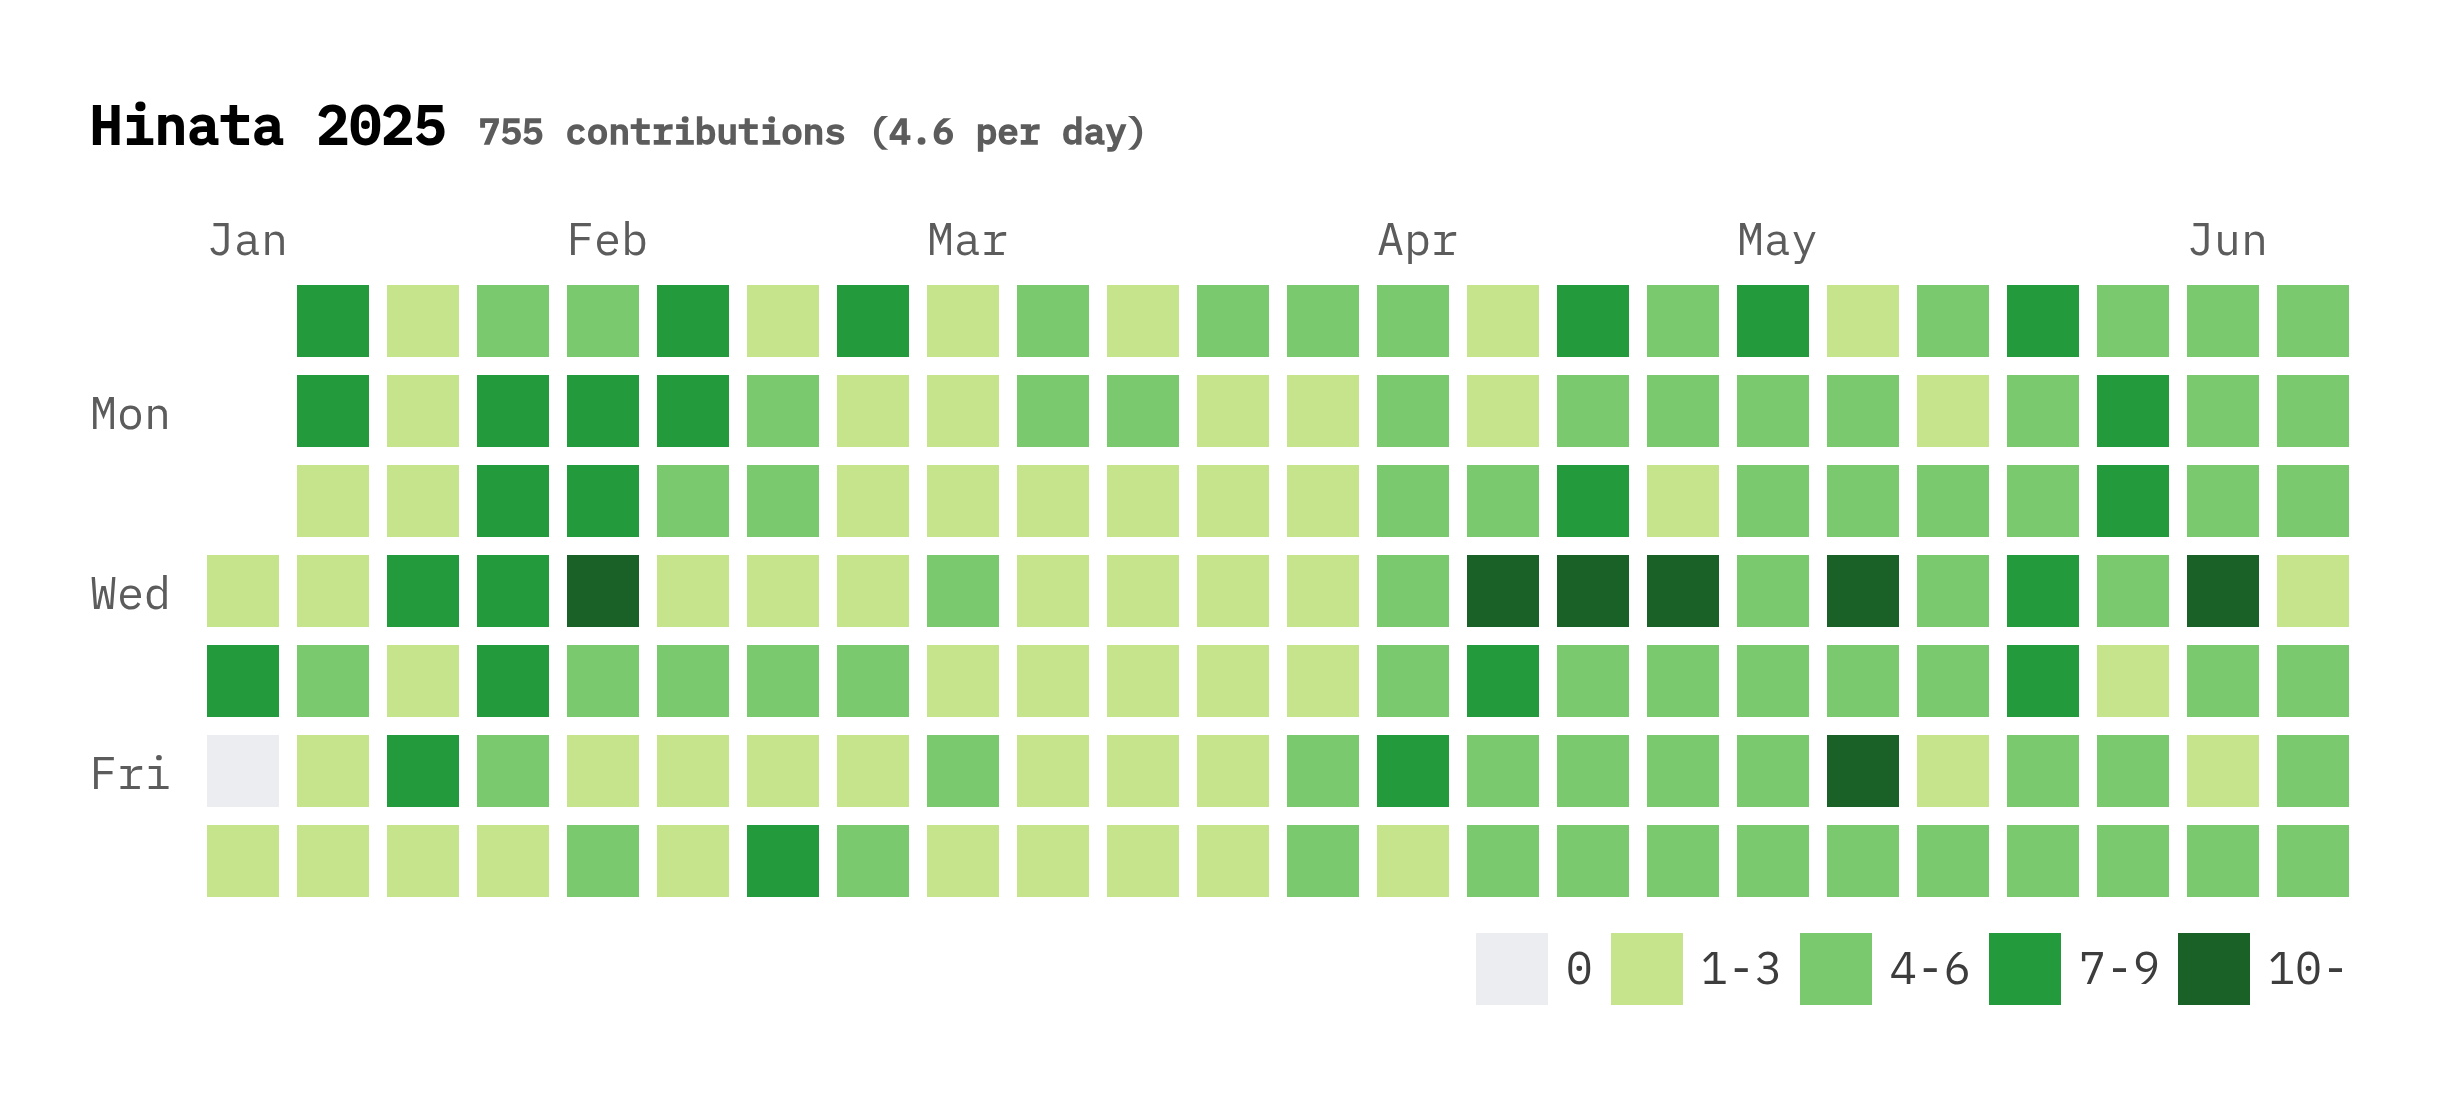 Hinata 2025 755 contributions (4.6 per day)
Jan Feb Mar Apr May Jun
Mon
Wed
Fri
0 1-3 4-6 7-9 10-